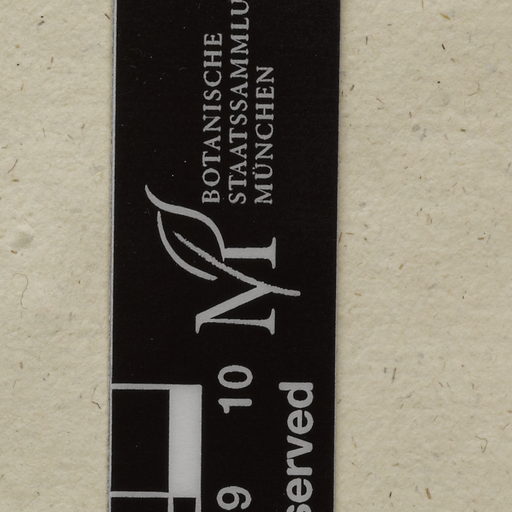 BOTANISCHE
STAATSSAMMLU
MÜNCHEN
M
9 10
served